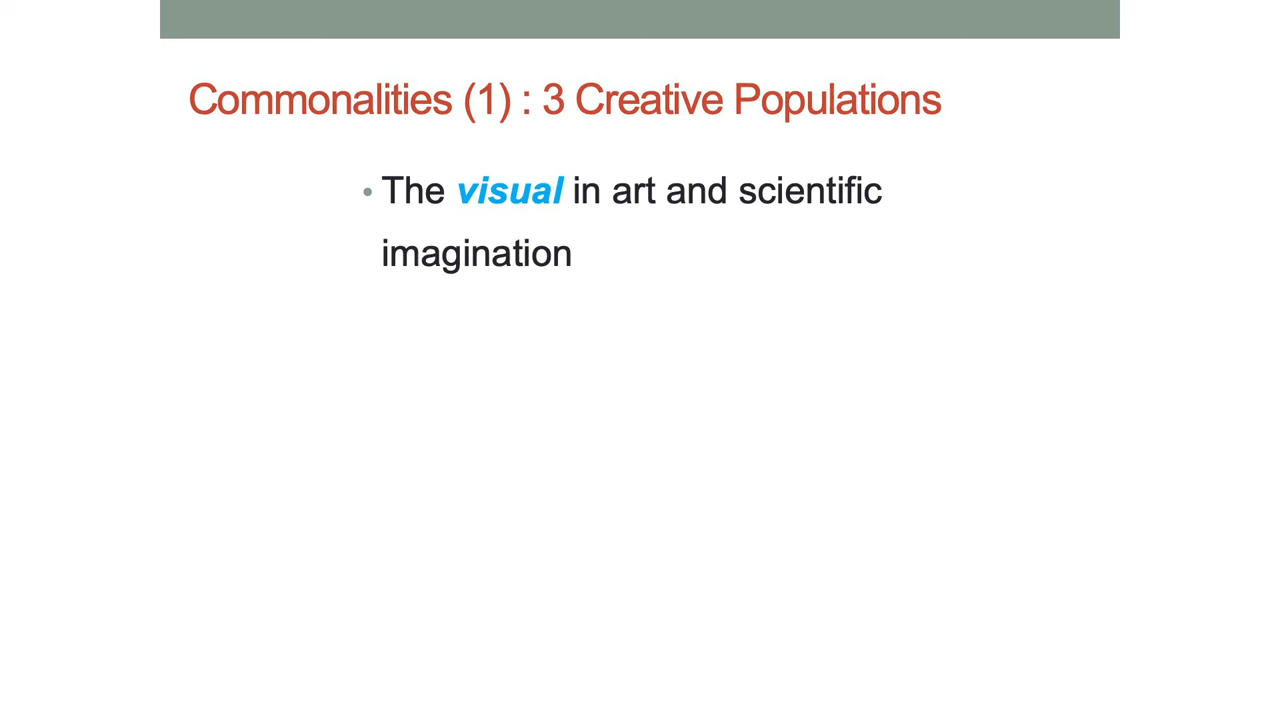 Commonalities (1) : 3 Creative Populations
• The visual in art and scientific
imagination